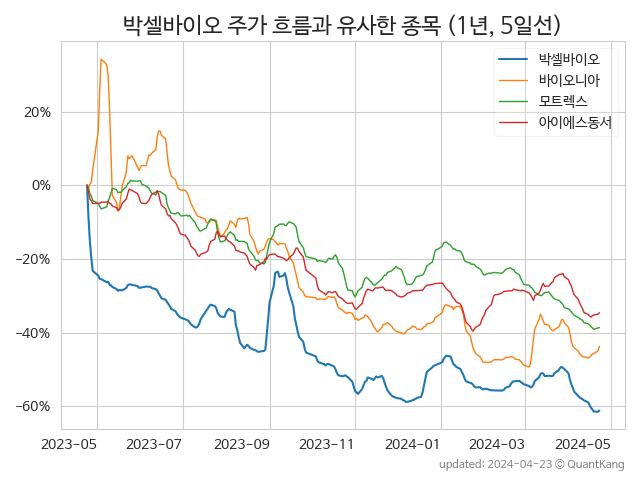 박셀바이오 주가 흐름과 유사한 종목 (1년, 5일선)
박셀바이오
바이오니아
모트렉스
아이에스동서
20%
0%
−20%
−40%
−60%
2023-05 2023-07 2023-09 2023-11 2024-01 2024-03 2024-05
updated: 2024-04-23 © QuantKang